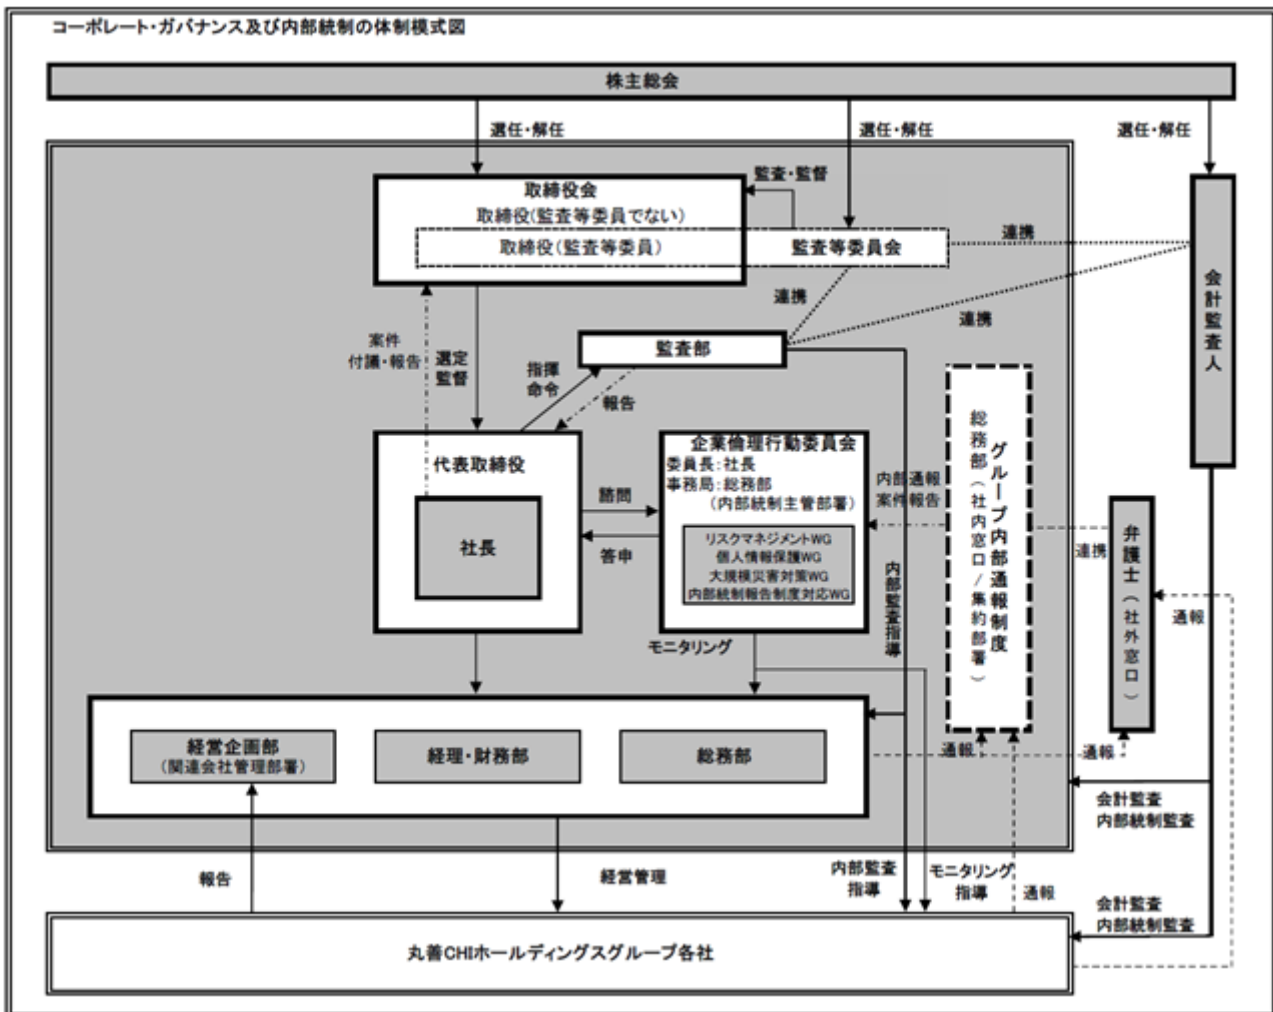 コーポレート・ガバナンス及び内部統制の体制模式図
株主総会
選任・解任
選任・解任
選任・解任
取締役会
取締役(監査等委員でない)
取締役(監査等委員)
監査・監督
監査等委員会
連携
連携
連携
会計監査人
監査部
案件
付議・報告
選定
監督
指揮
命令
報告
代表取締役
社長
諮問
答申
企業倫理行動委員会
委員長:社長
事務局:総務部
(内部統制主管部署)
リスクマネジメントWG
個人情報保護WG
大規模災害対策WG
内部統制報告制度対応WG
内部通報
案件報告
グループ内部通報制度
総務部(社内窓口/集約部署)
連携
弁護士(社外窓口)
通報
内部監査指導
モニタリング
経営企画部
(関連会社管理部署)
経理・財務部
総務部
通報
通報
会計監査
内部統制監査
報告
経営管理
内部監査
指導
モニタリング
指導
通報
会計監査
内部統制監査
丸善CHIホールディングスグループ各社